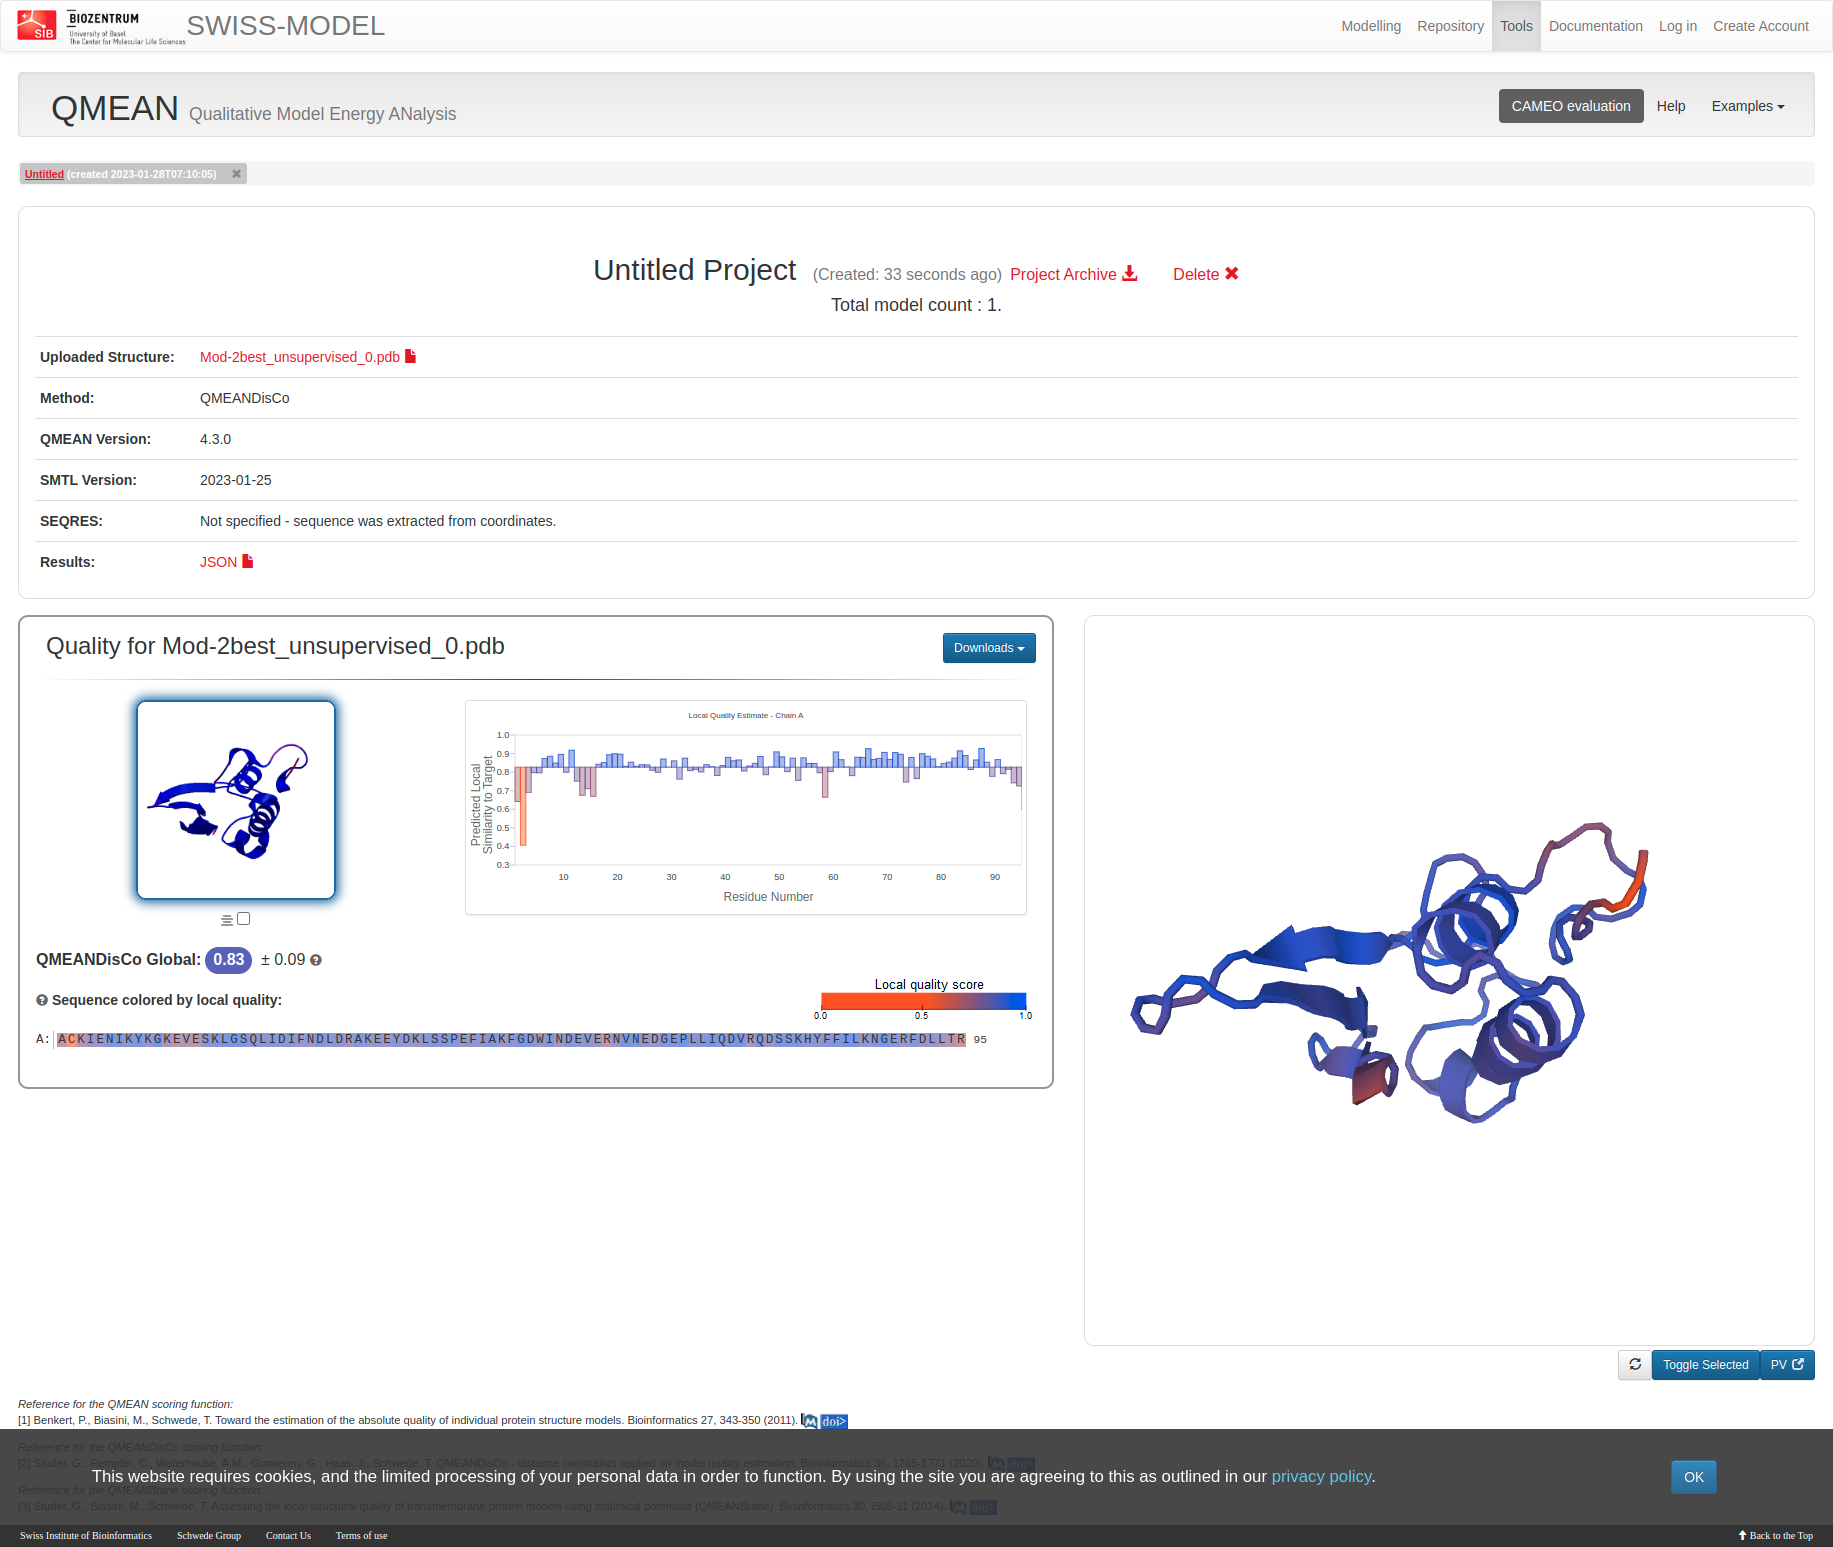 SIB
BIOZENTRUM
University of Basel
The Center for Molecular Life Sciences
SWISS-MODEL
Modelling Repository Tools Documentation Log in Create Account
QMEAN Qualitative Model Energy ANalysis
CAMEO evaluation Help Examples
Untitled (created 2023-01-28T07:10:05)
Untitled Project (Created: 33 seconds ago) Project Archive Delete
Total model count : 1.
Uploaded Structure: Mod-2best_unsupervised_0.pdb
Method: QMEANDisCo
QMEAN Version: 4.3.0
SMTL Version: 2023-01-25
SEQRES: Not specified - sequence was extracted from coordinates.
Results: JSON
Quality for Mod-2best_unsupervised_0.pdb
Downloads
Local Quality Estimate - Chain A
Predicted Local
Similarity to Target
1.0
0.9
0.8
0.7
0.6
0.5
0.4
0.3
10 20 30 40 50 60 70 80 90
Residue Number
QMEANDisCo Global: 0.83 ± 0.09
Sequence colored by local quality:
Local quality score
0.0 0.5 1.0
A: ACKIENIKYKGKEVESKLGSQLIDIFNDLDRAKEEYDKLSSPEFIAKFGDWINDEVERNVNEDGEPLLIQDVRQDSSKHYFFILKNGERFDLLTR 95
Toggle Selected PV
Reference for the QMEAN scoring function:
[1] Benkert, P., Biasini, M., Schwede, T. Toward the estimation of the absolute quality of individual protein structure models. Bioinformatics 27, 343-350 (2011). M doi>
Reference for the QMEANDisCo scoring function:
[2] Studer, G., Rempfer, C., Waterhouse, A.M., Gumienny, G., Haas, J., Schwede, T. QMEANDisCo - distance constraints applied on model quality estimation. Bioinformatics 36, 1765-1771 (2020). M doi>
This website requires cookies, and the limited processing of your personal data in order to function. By using the site you are agreeing to this as outlined in our privacy policy.
OK
Reference for the QMEANBrane scoring function:
[3] Studer, G., Biasini, M., Schwede, T. Assessing the local structural quality of transmembrane protein models using statistical potentials (QMEANBrane). Bioinformatics 30, i505-11 (2014). M doi>
Swiss Institute of Bioinformatics Schwede Group Contact Us Terms of use
Back to the Top